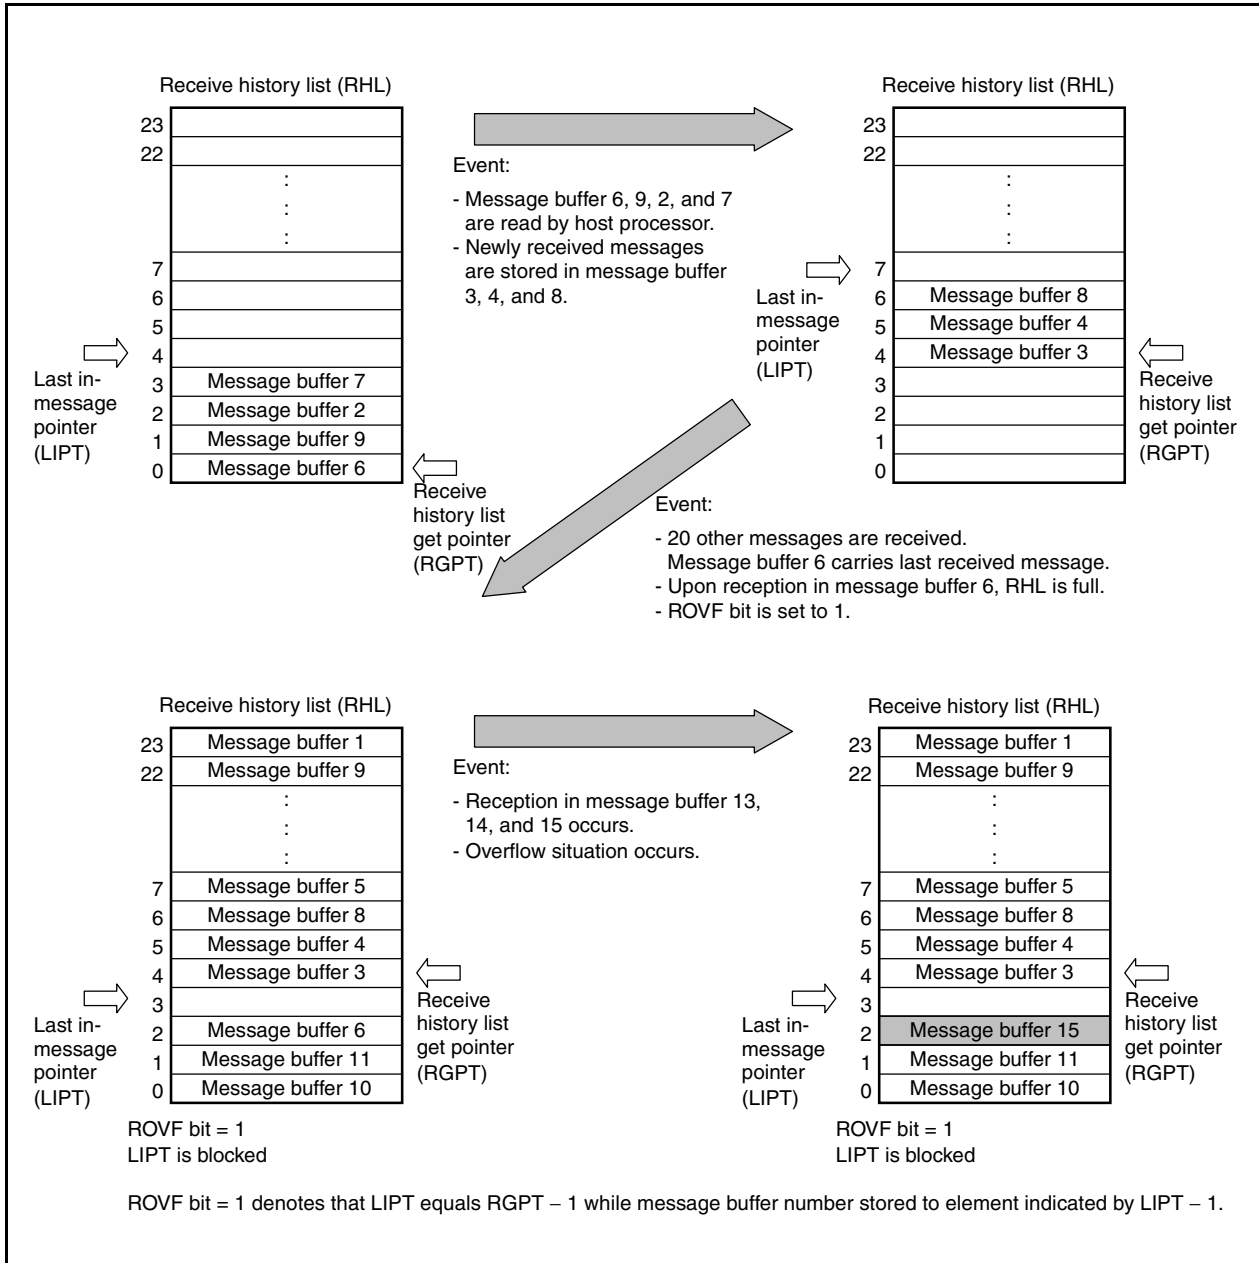 Receive history list (RHL)
23
22
:
:
:
7
6
5
4
3 Message buffer 7
2 Message buffer 2
1 Message buffer 9
0 Message buffer 6
Last in-
message
pointer
(LIPT)
Receive
history list
get pointer
(RGPT)
Event:
- Message buffer 6, 9, 2, and 7
are read by host processor.
- Newly received messages
are stored in message buffer
3, 4, and 8.
Receive history list (RHL)
23
22
:
:
:
7
6 Message buffer 8
5 Message buffer 4
4 Message buffer 3
3
2
1
0
Last in-
message
pointer
(LIPT)
Receive
history list
get pointer
(RGPT)
Event:
- 20 other messages are received.
Message buffer 6 carries last received message.
- Upon reception in message buffer 6, RHL is full.
- ROVF bit is set to 1.
Receive history list (RHL)
23 Message buffer 1
22 Message buffer 9
:
:
:
7 Message buffer 5
6 Message buffer 8
5 Message buffer 4
4 Message buffer 3
3
2 Message buffer 6
1 Message buffer 11
0 Message buffer 10
Last in-
message
pointer
(LIPT)
Receive
history list
get pointer
(RGPT)
ROVF bit = 1
LIPT is blocked
Event:
- Reception in message buffer 13,
14, and 15 occurs.
- Overflow situation occurs.
Receive history list (RHL)
23 Message buffer 1
22 Message buffer 9
:
:
:
7 Message buffer 5
6 Message buffer 8
5 Message buffer 4
4 Message buffer 3
3
2 Message buffer 15
1 Message buffer 11
0 Message buffer 10
Last in-
message
pointer
(LIPT)
Receive
history list
get pointer
(RGPT)
ROVF bit = 1
LIPT is blocked
ROVF bit = 1 denotes that LIPT equals RGPT − 1 while message buffer number stored to element indicated by LIPT − 1.